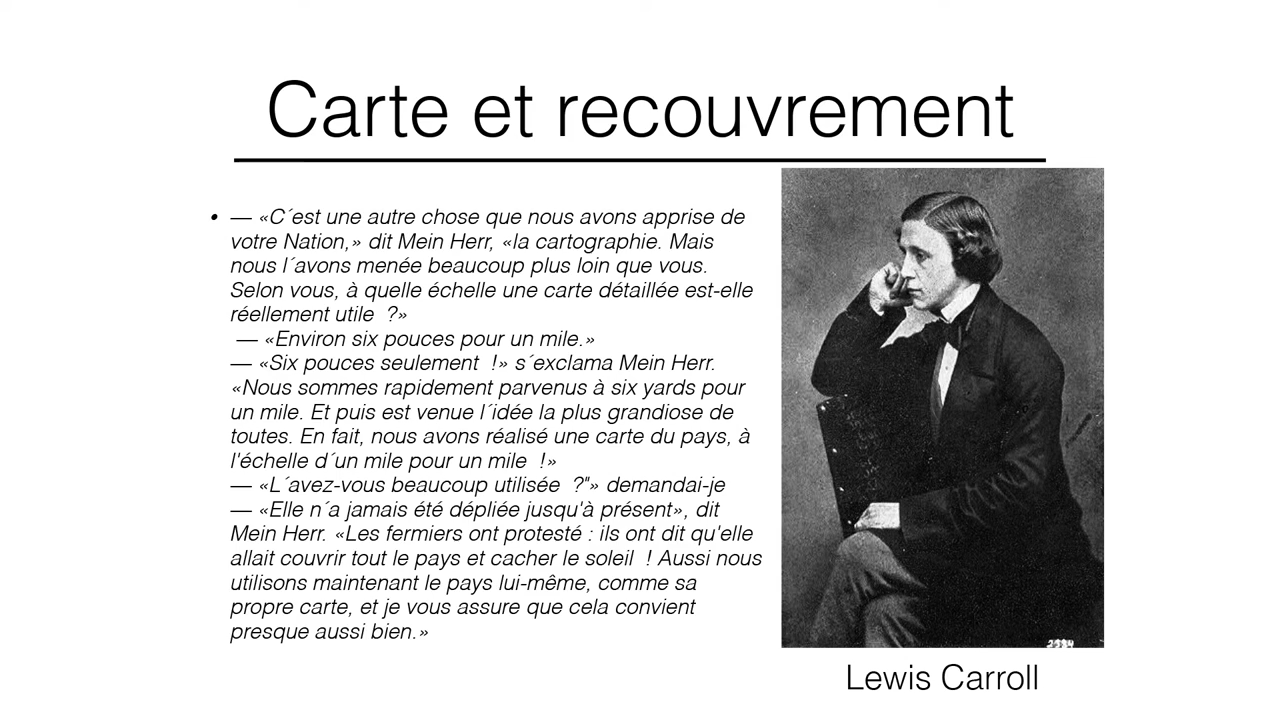 Carte et recouvrement
• — «C´est une autre chose que nous avons apprise de
votre Nation,» dit Mein Herr, «la cartographie. Mais
nous l´avons menée beaucoup plus loin que vous.
Selon vous, à quelle échelle une carte détaillée est-elle
réellement utile  ?»
— «Environ six pouces pour un mile.»
— «Six pouces seulement  !» s´exclama Mein Herr.
«Nous sommes rapidement parvenus à six yards pour
un mile. Et puis est venue l´idée la plus grandiose de
toutes. En fait, nous avons réalisé une carte du pays, à
l'échelle d´un mile pour un mile  !»
— «L´avez-vous beaucoup utilisée  ?"» demandai-je
— «Elle n´a jamais été dépliée jusqu'à présent», dit
Mein Herr. «Les fermiers ont protesté : ils ont dit qu'elle
allait couvrir tout le pays et cacher le soleil  ! Aussi nous
utilisons maintenant le pays lui-même, comme sa
propre carte, et je vous assure que cela convient
presque aussi bien.»
Lewis Carroll